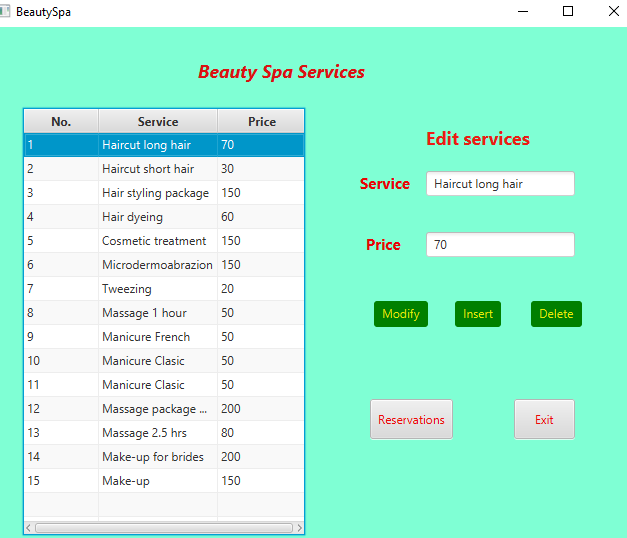 BeautySpa
Beauty Spa Services
No. Service Price
1 Haircut long hair 70
2 Haircut short hair 30
3 Hair styling package 150
4 Hair dyeing 60
5 Cosmetic treatment 150
6 Microdermoabrazion 150
7 Tweezing 20
8 Massage 1 hour 50
9 Manicure French 50
10 Manicure Clasic 50
11 Manicure Clasic 50
12 Massage package ... 200
13 Massage 2.5 hrs 80
14 Make-up for brides 200
15 Make-up 150
Edit services
Service Haircut long hair
Price 70
Modify Insert Delete
Reservations Exit